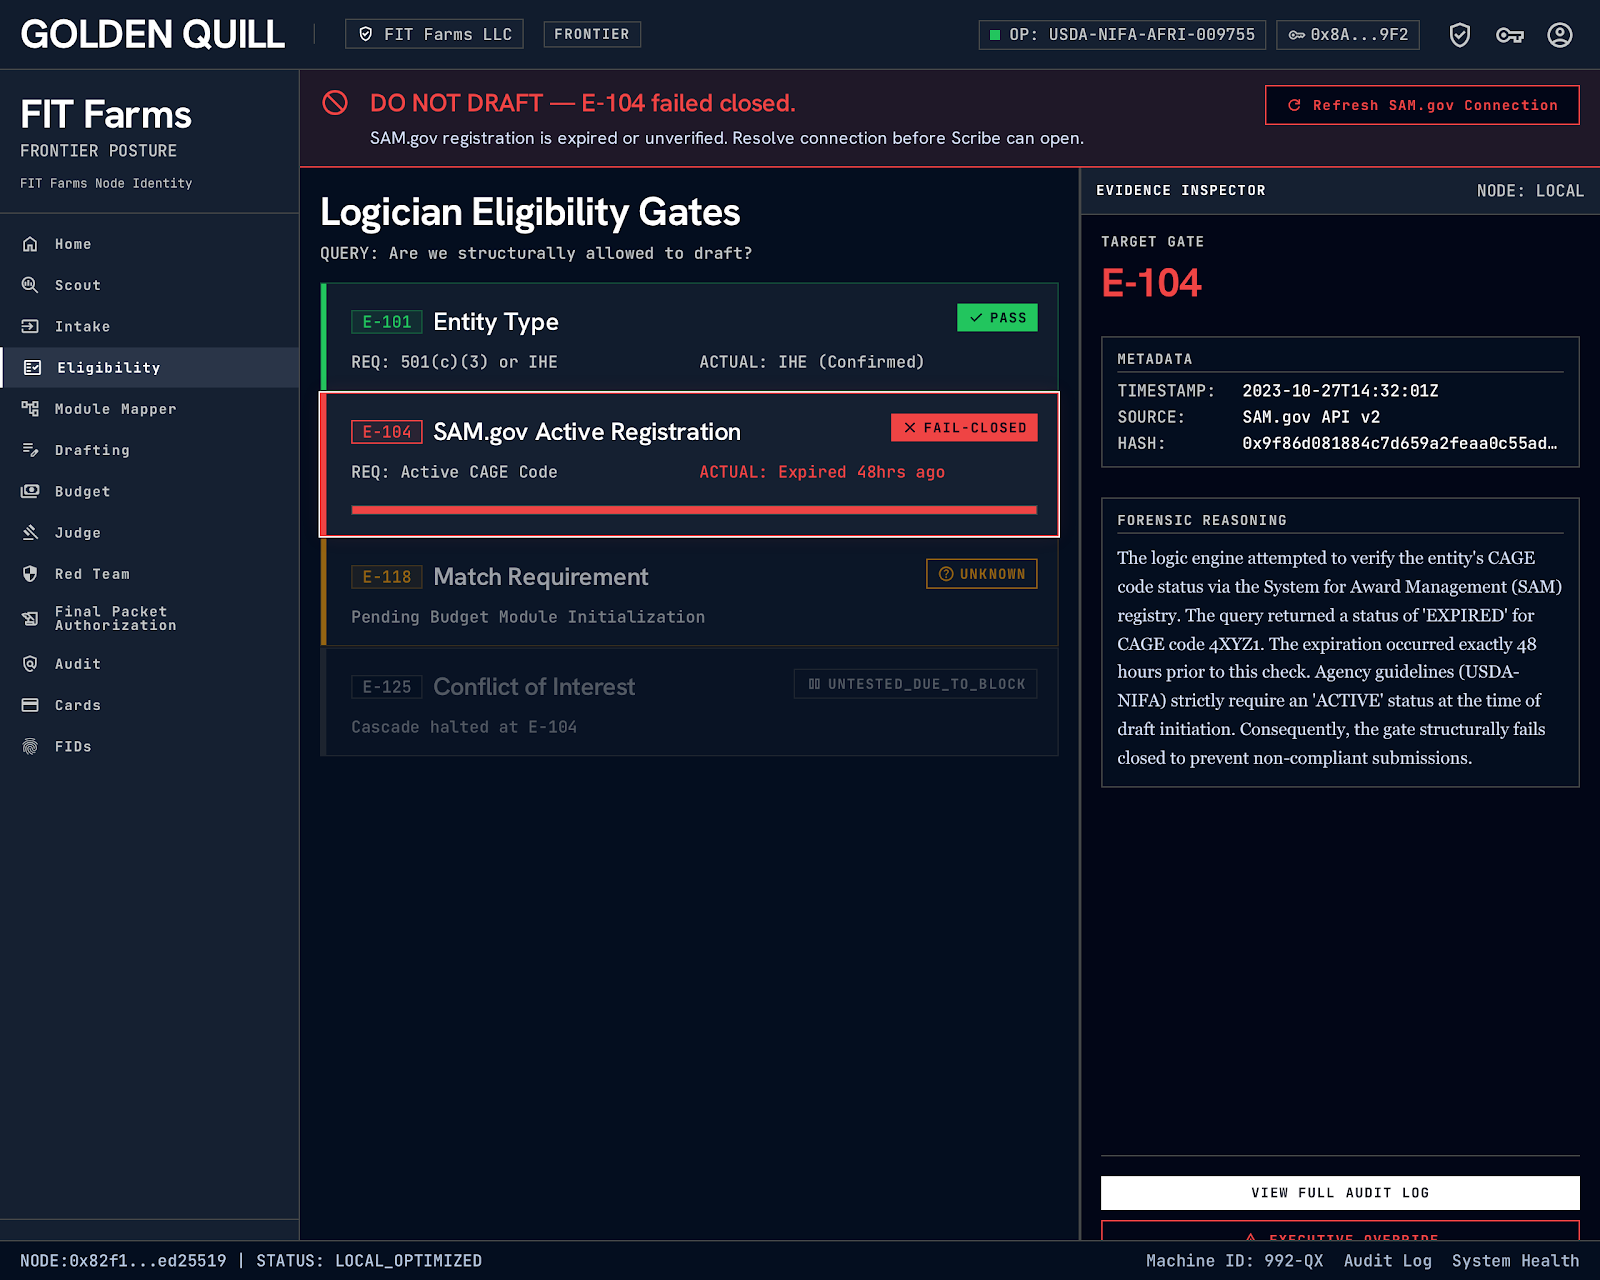 GOLDEN QUILL
FIT Farms LLC
FRONTIER
OP: USDA-NIFA-AFRI-009755
0x8A...9F2
FIT Farms
FRONTIER POSTURE
FIT Farms Node Identity
Home
Scout
Intake
Eligibility
Module Mapper
Drafting
Budget
Judge
Red Team
Final Packet
Authorization
Audit
Cards
FIDs
DO NOT DRAFT — E-104 failed closed.
SAM.gov registration is expired or unverified. Resolve connection before Scribe can open.
Refresh SAM.gov Connection
Logician Eligibility Gates
QUERY: Are we structurally allowed to draft?
E-101 Entity Type
PASS
REQ: 501(c)(3) or IHE
ACTUAL: IHE (Confirmed)
E-104 SAM.gov Active Registration
FAIL-CLOSED
REQ: Active CAGE Code
ACTUAL: Expired 48hrs ago
E-118 Match Requirement
UNKNOWN
Pending Budget Module Initialization
E-125 Conflict of Interest
UNTESTED_DUE_TO_BLOCK
Cascade halted at E-104
EVIDENCE INSPECTOR
NODE: LOCAL
TARGET GATE
E-104
METADATA
TIMESTAMP: 2023-10-27T14:32:01Z
SOURCE: SAM.gov API v2
HASH: 0x9f86d081884c7d659a2feaa0c55ad…
FORENSIC REASONING
The logic engine attempted to verify the entity's CAGE
code status via the System for Award Management (SAM)
registry. The query returned a status of 'EXPIRED' for
CAGE code 4XYZ1. The expiration occurred exactly 48
hours prior to this check. Agency guidelines (USDA-
NIFA) strictly require an 'ACTIVE' status at the time of
draft initiation. Consequently, the gate structurally fails
closed to prevent non-compliant submissions.
VIEW FULL AUDIT LOG
EXECUTIVE OVERRIDE
NODE:0x82f1...ed25519 | STATUS: LOCAL_OPTIMIZED
Machine ID: 992-QX
Audit Log
System Health